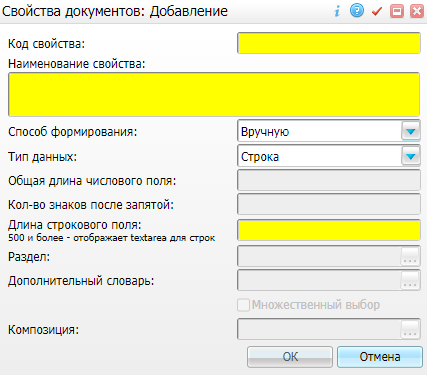 Свойства документов: Добавление
Код свойства:
Наименование свойства:
Способ формирования: Вручную
Тип данных: Строка
Общая длина числового поля:
Кол-во знаков после запятой:
Длина строкового поля:
500 и более - отображает textarea для строк
Раздел: ...
Дополнительный словарь: ...
Множественный выбор
Композиция: ...
ОК Отмена